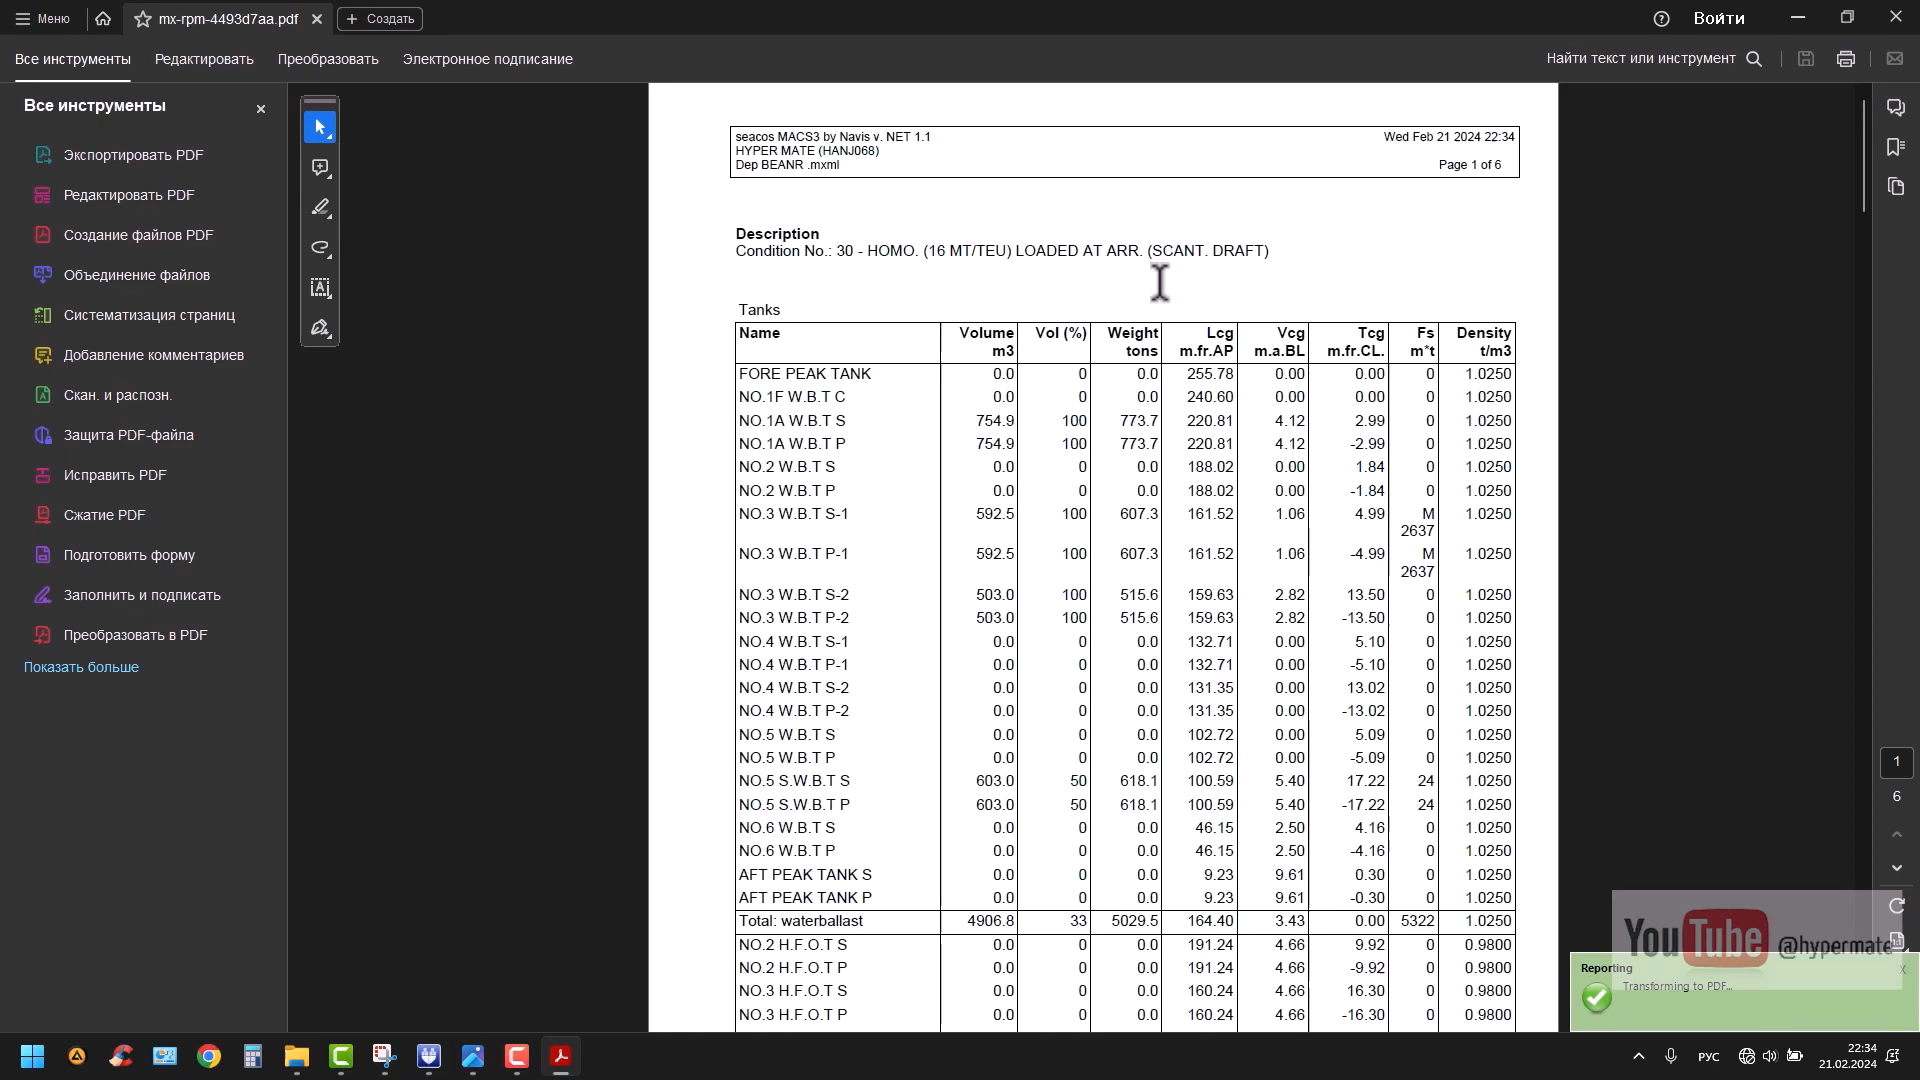 Меню
mx-rpm-4493d7aa.pdf
Создать
Войти
Все инструменты
Редактировать
Преобразовать
Электронное подписание
Найти текст или инструмент
Все инструменты
Экспортировать PDF
Редактировать PDF
Создание файлов PDF
Объединение файлов
Систематизация страниц
Добавление комментариев
Скан. и распозн.
Защита PDF-файла
Исправить PDF
Сжатие PDF
Подготовить форму
Заполнить и подписать
Преобразовать в PDF
Показать больше
seacos MACS3 by Navis v. NET 1.1 Wed Feb 21 2024 22:34
HYPER MATE (HANJ068)
Dep BEANR .mxml Page 1 of 6
Description
Condition No.: 30 - HOMO. (16 MT/TEU) LOADED AT ARR. (SCANT. DRAFT)
Tanks
Name Volume Vol (%) Weight Lcg Vcg Tcg Fs Density
m3 tons m.fr.AP m.a.BL m.fr.CL. m*t t/m3
FORE PEAK TANK 0.0 0 0.0 255.78 0.00 0.00 0 1.0250
NO.1F W.B.T C 0.0 0 0.0 240.60 0.00 0.00 0 1.0250
NO.1A W.B.T S 754.9 100 773.7 220.81 4.12 2.99 0 1.0250
NO.1A W.B.T P 754.9 100 773.7 220.81 4.12 -2.99 0 1.0250
NO.2 W.B.T S 0.0 0 0.0 188.02 0.00 1.84 0 1.0250
NO.2 W.B.T P 0.0 0 0.0 188.02 0.00 -1.84 0 1.0250
NO.3 W.B.T S-1 592.5 100 607.3 161.52 1.06 4.99 M 1.0250
2637
NO.3 W.B.T P-1 592.5 100 607.3 161.52 1.06 -4.99 M 1.0250
2637
NO.3 W.B.T S-2 503.0 100 515.6 159.63 2.82 13.50 0 1.0250
NO.3 W.B.T P-2 503.0 100 515.6 159.63 2.82 -13.50 0 1.0250
NO.4 W.B.T S-1 0.0 0 0.0 132.71 0.00 5.10 0 1.0250
NO.4 W.B.T P-1 0.0 0 0.0 132.71 0.00 -5.10 0 1.0250
NO.4 W.B.T S-2 0.0 0 0.0 131.35 0.00 13.02 0 1.0250
NO.4 W.B.T P-2 0.0 0 0.0 131.35 0.00 -13.02 0 1.0250
NO.5 W.B.T S 0.0 0 0.0 102.72 0.00 5.09 0 1.0250
NO.5 W.B.T P 0.0 0 0.0 102.72 0.00 -5.09 0 1.0250
NO.5 S.W.B.T S 603.0 50 618.1 100.59 5.40 17.22 24 1.0250
NO.5 S.W.B.T P 603.0 50 618.1 100.59 5.40 -17.22 24 1.0250
NO.6 W.B.T S 0.0 0 0.0 46.15 2.50 4.16 0 1.0250
NO.6 W.B.T P 0.0 0 0.0 46.15 2.50 -4.16 0 1.0250
AFT PEAK TANK S 0.0 0 0.0 9.23 9.61 0.30 0 1.0250
AFT PEAK TANK P 0.0 0 0.0 9.23 9.61 -0.30 0 1.0250
Total: waterballast 4906.8 33 5029.5 164.40 3.43 0.00 5322 1.0250
NO.2 H.F.O.T S 0.0 0 0.0 191.24 4.66 9.92 0 0.9800
NO.2 H.F.O.T P 0.0 0 0.0 191.24 4.66 -9.92 0 0.9800
NO.3 H.F.O.T S 0.0 0 0.0 160.24 4.66 16.30 0 0.9800
NO.3 H.F.O.T P 0.0 0 0.0 160.24 4.66 -16.30 0 0.9800
1
6
YouTube @hypermate
Reporting
Transforming to PDF...
РУС
22:34
21.02.2024